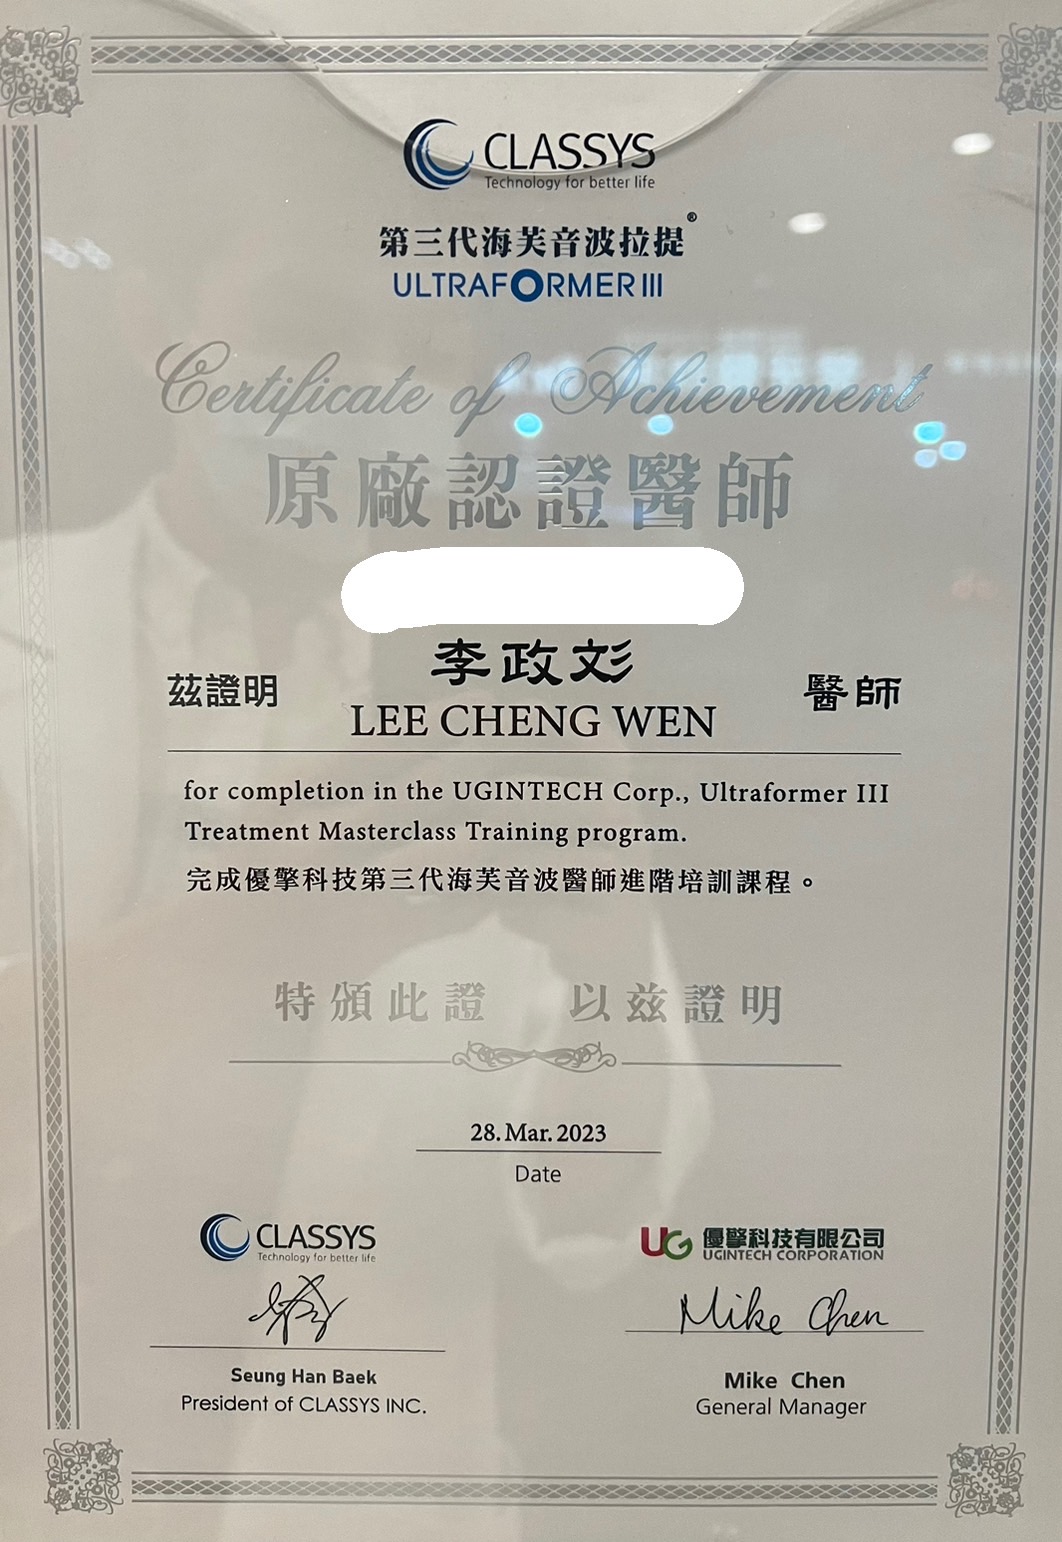 CLASSYS
Technology for better life
第三代海芙音波拉提®
ULTRAFORMER III
Certificate of Achievement
原廠認證醫師
茲證明 李政彣 醫師
LEE CHENG WEN
for completion in the UGINTECH Corp., Ultraformer III
Treatment Masterclass Training program.
完成優擎科技第三代海芙音波醫師進階培訓課程。
特頒此證 以茲證明
28. Mar. 2023
Date
CLASSYS
Technology for better life
Seung Han Baek
President of CLASSYS INC.
UG 優擎科技有限公司
UGINTECH CORPORATION
Mike Chen
Mike Chen
General Manager